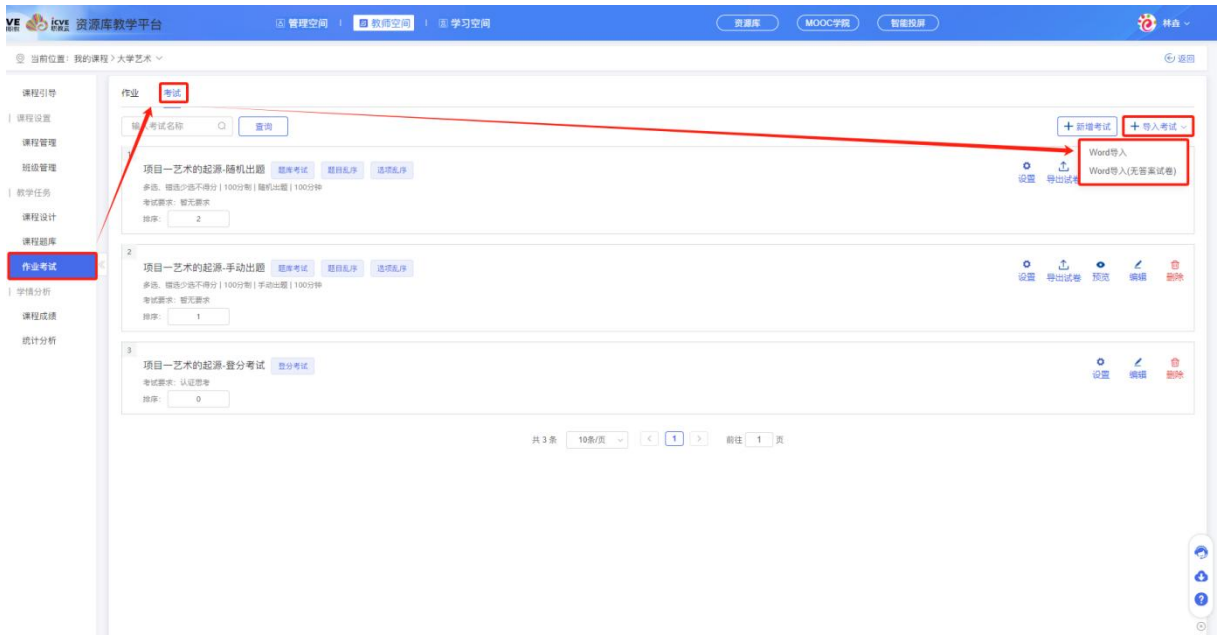 icve 智慧职教 资源库教学平台 管理空间 教师空间 学习空间 资源库 MOOC学院 智能投屏 林垚
当前位置: 我的课程>大学艺术 返回
课程引导 作业 考试
课程设置 输入考试名称 查询 新增考试 导入考试
课程管理 Word导入
Word导入(无答案试卷)
班级管理
教学任务
课程设计
课程题库
作业考试
学情分析
课程成绩
统计分析
1
项目一艺术的起源-随机出题 题库考试 题目乱序 选项乱序 设置 导出试卷
多选、错选少选不得分 | 100分制 | 随机出题 | 100分钟
考试要求: 暂无要求
排序: 2
2
项目一艺术的起源-手动出题 题库考试 题目乱序 选项乱序 设置 导出试卷 预览 编辑 删除
多选、错选少选不得分 | 100分制 | 手动出题 | 100分钟
考试要求: 暂无要求
排序: 1
3
项目一艺术的起源-登分考试 登分考试 设置 编辑 删除
考试要求: 认证思考
排序: 0
共 3 条 10条/页 1 前往 1 页